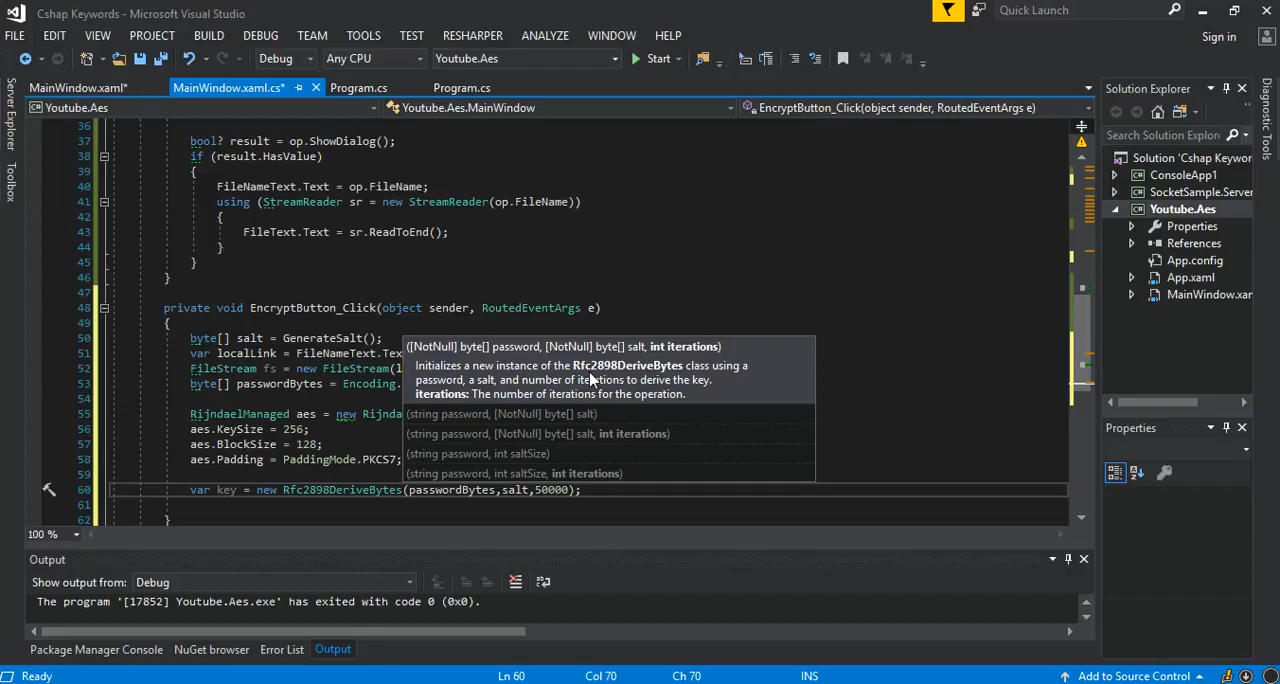 Cshap Keywords - Microsoft Visual Studio
Quick Launch
FILE EDIT VIEW PROJECT BUILD DEBUG TEAM TOOLS TEST RESHARPER ANALYZE WINDOW HELP
Sign in
Debug Any CPU Youtube.Aes Start
Server Explorer
Toolbox
MainWindow.xaml* MainWindow.xaml.cs* Program.cs Program.cs
Youtube.Aes Youtube.Aes.MainWindow EncryptButton_Click(object sender, RoutedEventArgs e)
36
37 bool? result = op.ShowDialog();
38 if (result.HasValue)
39 {
40 FileNameText.Text = op.FileName;
41 using (StreamReader sr = new StreamReader(op.FileName))
42 {
43 FileText.Text = sr.ReadToEnd();
44 }
45 }
46 }
47
48 private void EncryptButton_Click(object sender, RoutedEventArgs e)
49 {
50 byte[] salt = GenerateSalt();
51 var localLink = FileNameText.Text
52 FileStream fs = new FileStream(l
53 byte[] passwordBytes = Encoding.
54
55 RijndaelManaged aes = new Rijnda
56 aes.KeySize = 256;
57 aes.BlockSize = 128;
58 aes.Padding = PaddingMode.PKCS7;
59
60 var key = new Rfc2898DeriveBytes(passwordBytes,salt,50000);
61
62 }
([NotNull] byte[] password, [NotNull] byte[] salt, int iterations)
Initializes a new instance of the Rfc2898DeriveBytes class using a
password, a salt, and number of iterations to derive the key.
iterations: The number of iterations for the operation.
(string password, [NotNull] byte[] salt)
(string password, [NotNull] byte[] salt, int iterations)
(string password, int saltSize)
(string password, int saltSize, int iterations)
100 %
Output
Show output from: Debug
The program '[17852] Youtube.Aes.exe' has exited with code 0 (0x0).
Package Manager Console NuGet browser Error List Output
Solution Explorer
Search Solution Explor
Solution 'Cshap Keywor
ConsoleApp1
SocketSample.Server
Youtube.Aes
Properties
References
App.config
App.xaml
MainWindow.xar
Properties
Diagnostic Tools
Ready Ln 60 Col 70 Ch 70 INS Add to Source Control